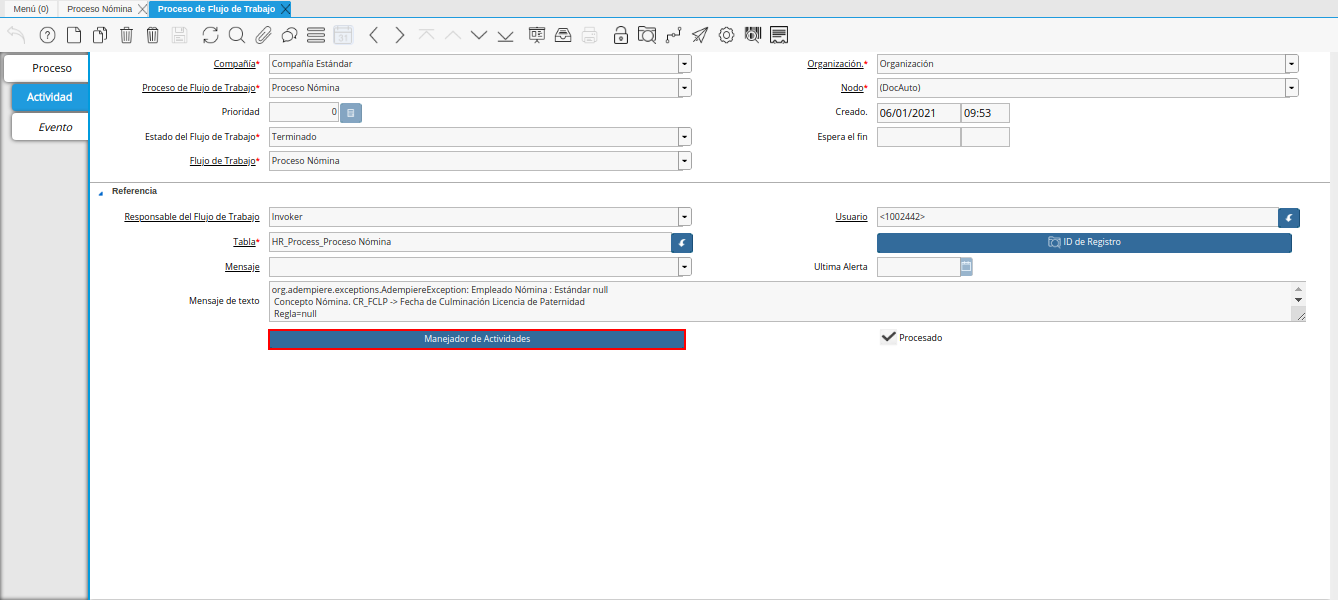 Menú (0) Proceso Nómina Proceso de Flujo de Trabajo
31
Proceso
Actividad
Evento
Compañía* Compañía Estándar Organización.* Organización
Proceso de Flujo de Trabajo* Proceso Nómina Nodo* (DocAuto)
Prioridad 0 Creado. 06/01/2021 09:53
Estado del Flujo de Trabajo* Terminado Espera el fin
Flujo de Trabajo* Proceso Nómina
Referencia
Responsable del Flujo de Trabajo Invoker Usuario <1002442>
Tabla* HR_Process_Proceso Nómina ID de Registro
Mensaje Ultima Alerta
Mensaje de texto org.adempiere.exceptions.AdempiereException: Empleado Nómina : Estándar null
Concepto Nómina. CR_FCLP -> Fecha de Culminación Licencia de Paternidad
Regla=null
Manejador de Actividades Procesado